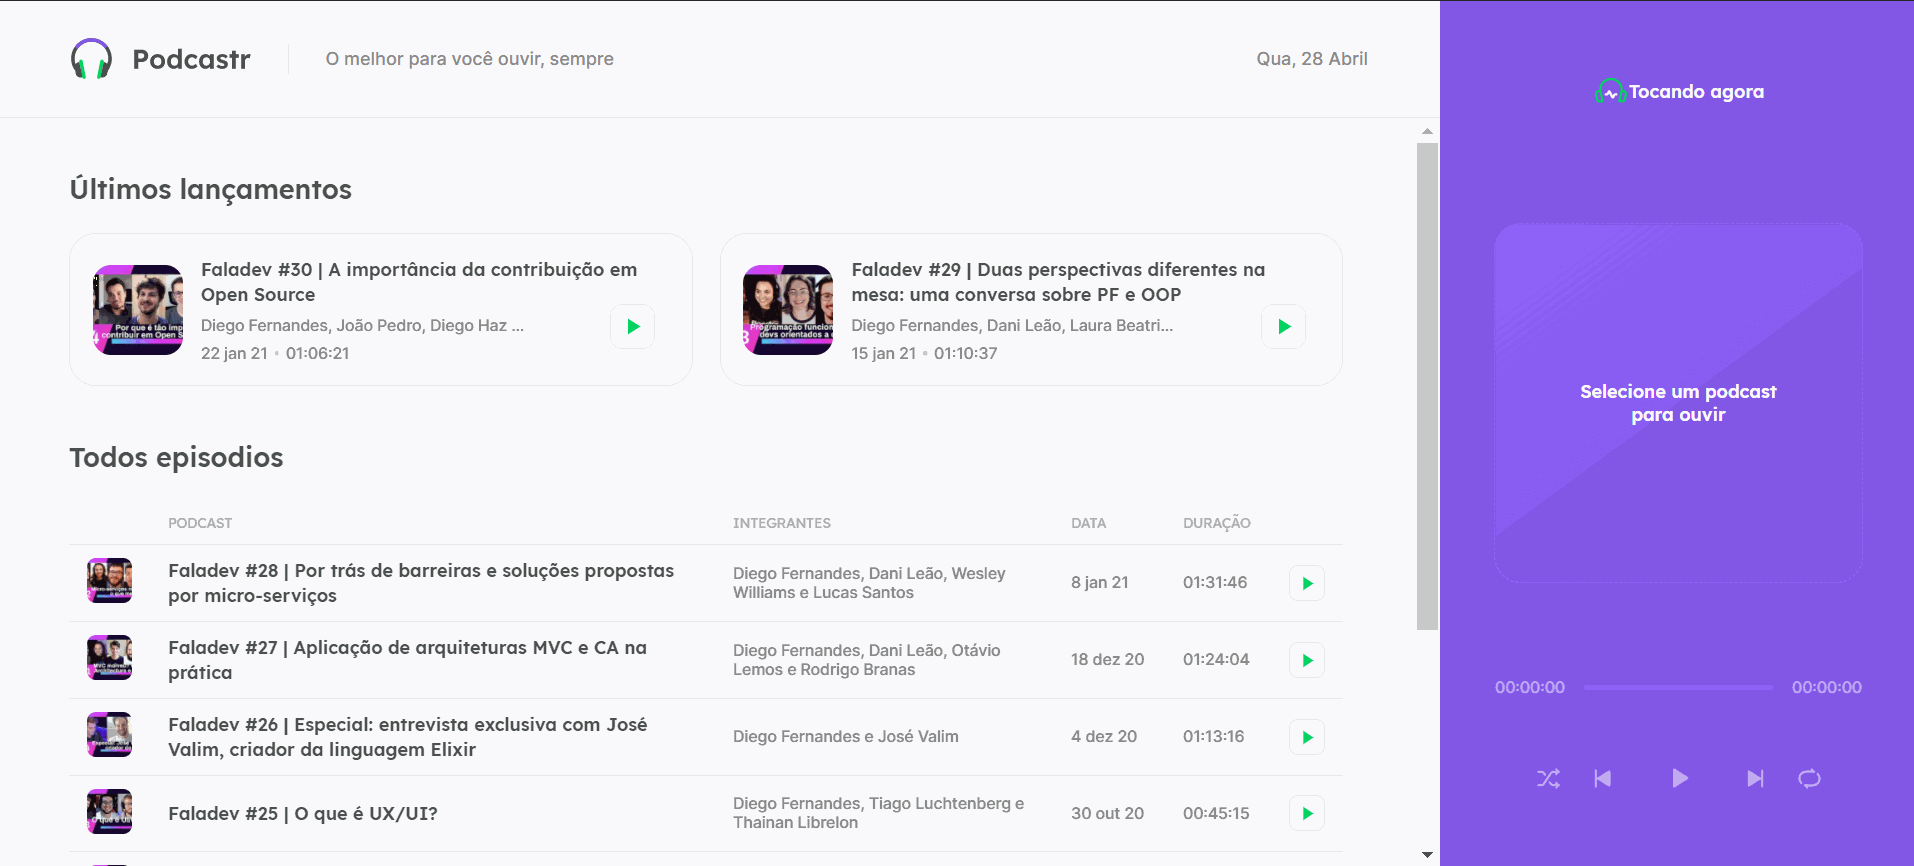 Podcastr
O melhor para você ouvir, sempre
Qua, 28 Abril
Últimos lançamentos
Faladev #30 | A importância da contribuição em
Open Source
Diego Fernandes, João Pedro, Diego Haz ...
22 jan 21 • 01:06:21
Faladev #29 | Duas perspectivas diferentes na
mesa: uma conversa sobre PF e OOP
Diego Fernandes, Dani Leão, Laura Beatri...
15 jan 21 • 01:10:37
Todos episodios
PODCAST INTEGRANTES DATA DURAÇÃO
Faladev #28 | Por trás de barreiras e soluções propostas
por micro-serviços
Diego Fernandes, Dani Leão, Wesley
Williams e Lucas Santos
8 jan 21
01:31:46
Faladev #27 | Aplicação de arquiteturas MVC e CA na
prática
Diego Fernandes, Dani Leão, Otávio
Lemos e Rodrigo Branas
18 dez 20
01:24:04
Faladev #26 | Especial: entrevista exclusiva com José
Valim, criador da linguagem Elixir
Diego Fernandes e José Valim
4 dez 20
01:13:16
Faladev #25 | O que é UX/UI?
Diego Fernandes, Tiago Luchtenberg e
Thainan Librelon
30 out 20
00:45:15
Tocando agora
Selecione um podcast
para ouvir
00:00:00
00:00:00